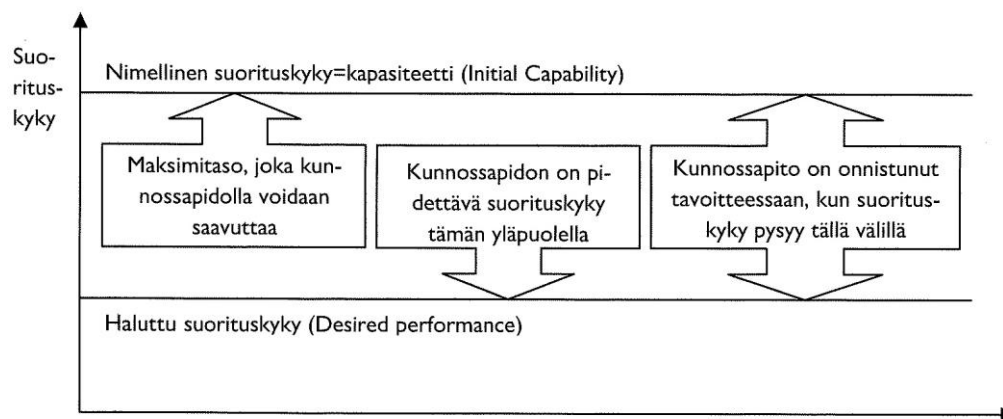 Suo-
ritus-
kyky
Nimellinen suorituskyky=kapasiteetti (Initial Capability)
Maksimitaso, joka kun-
nossapidolla voidaan
saavuttaa
Kunnossapidon on pi-
dettävä suorituskyky
tämän yläpuolella
Kunnossapito on onnistunut
tavoitteessaan, kun suoritus-
kyky pysyy tällä välillä
Haluttu suorituskyky (Desired performance)